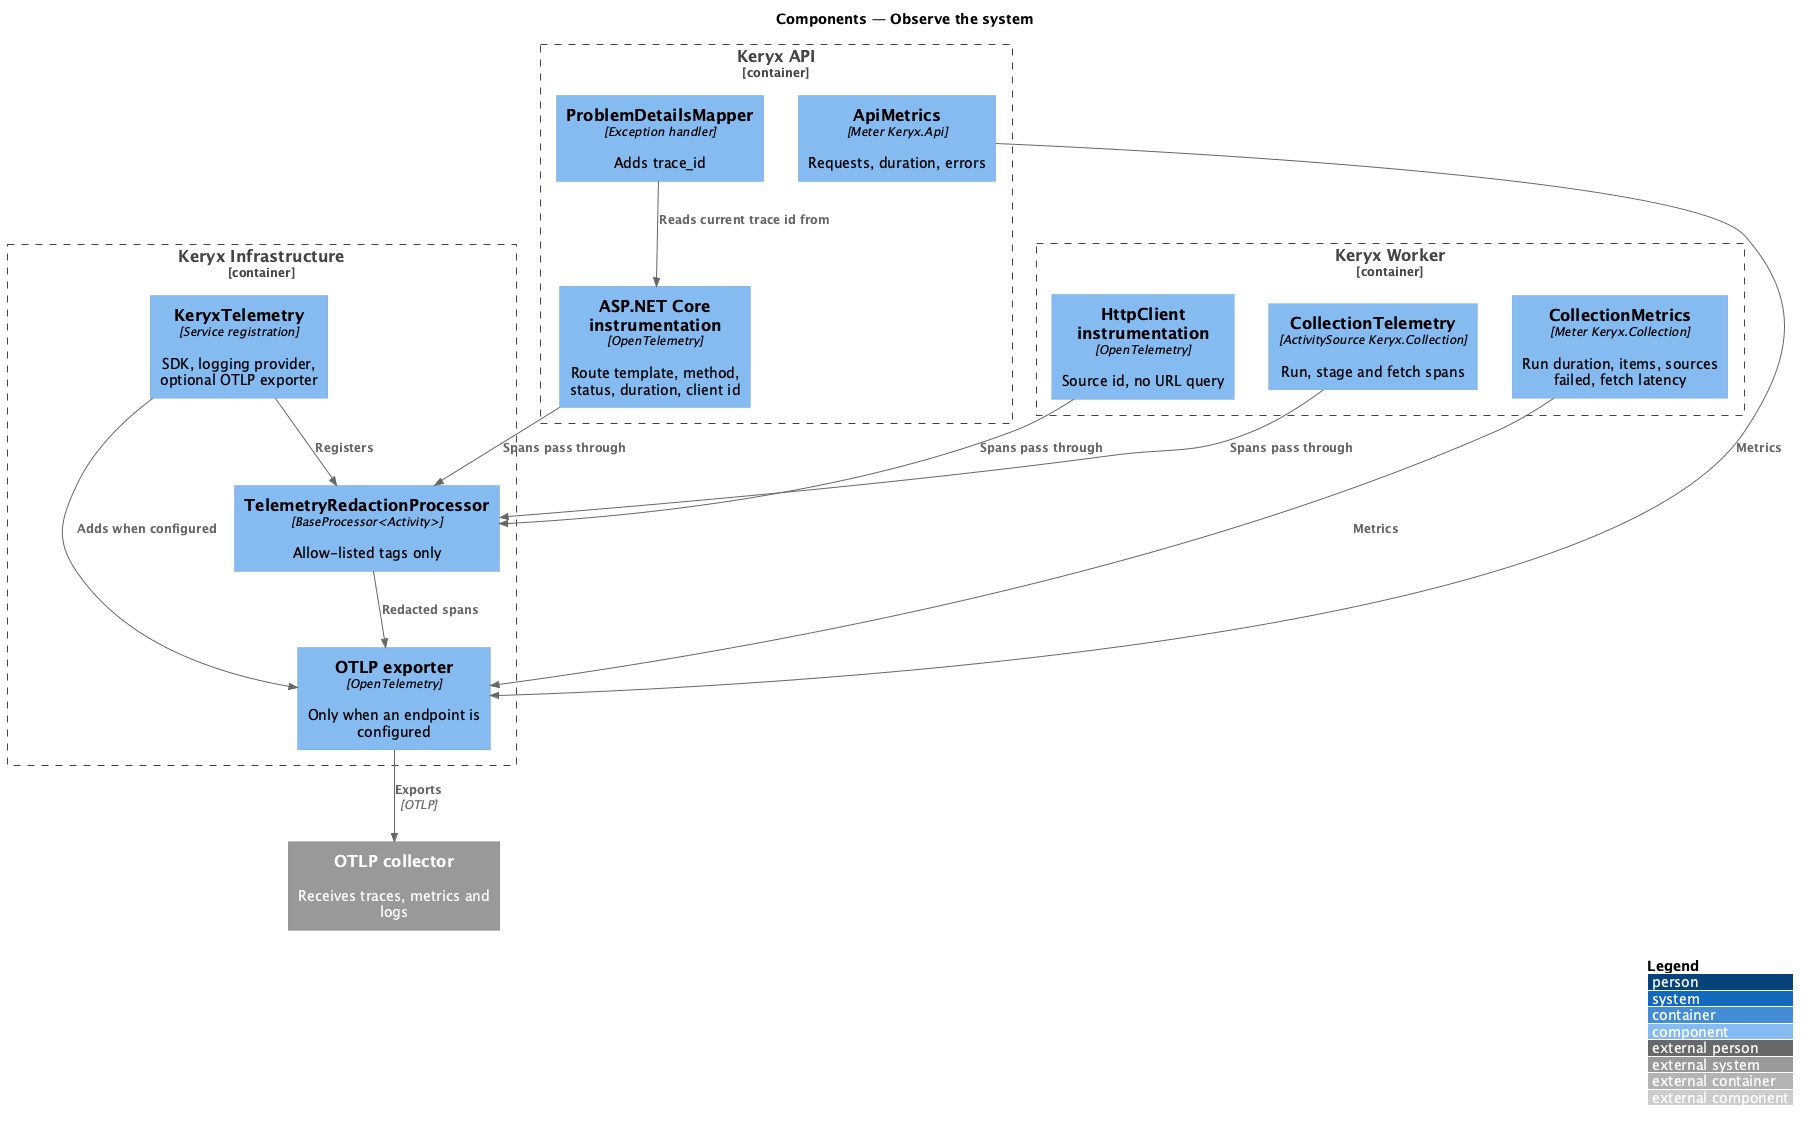 Components — Observe the system
Keryx API
[container]
ProblemDetailsMapper
[Exception handler]
Adds trace_id
ApiMetrics
[Meter Keryx.Api]
Requests, duration, errors
Reads current trace id from
ASP.NET Core
instrumentation
[OpenTelemetry]
Route template, method,
status, duration, client id
Keryx Infrastructure
[container]
KeryxTelemetry
[Service registration]
SDK, logging provider,
optional OTLP exporter
Keryx Worker
[container]
HttpClient
instrumentation
[OpenTelemetry]
Source id, no URL query
CollectionTelemetry
[ActivitySource Keryx.Collection]
Run, stage and fetch spans
CollectionMetrics
[Meter Keryx.Collection]
Run duration, items, sources
failed, fetch latency
Registers
Spans pass through
Spans pass through
Spans pass through
Metrics
TelemetryRedactionProcessor
[BaseProcessor<Activity>]
Allow-listed tags only
Adds when configured
Metrics
Redacted spans
OTLP exporter
[OpenTelemetry]
Only when an endpoint is
configured
Exports
[OTLP]
OTLP collector
Receives traces, metrics and
logs
Legend
person
system
container
component
external person
external system
external container
external component